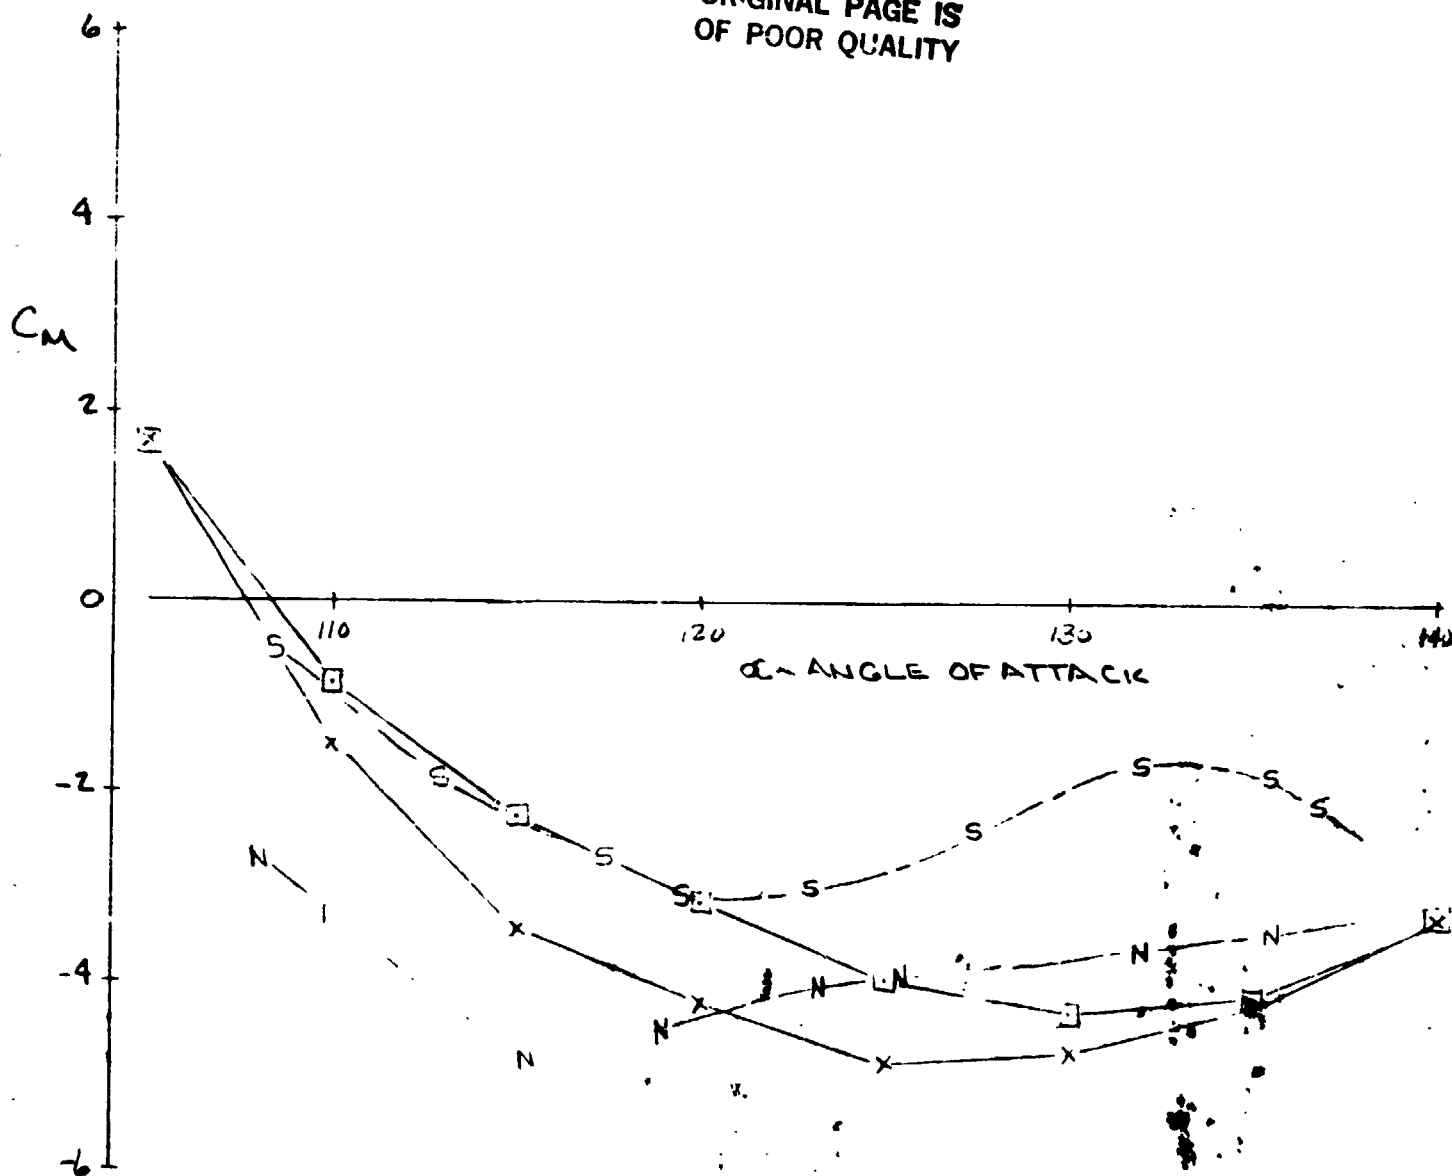 ORIGINAL PAGE IS
OF POOR QUALITY
6
4
CM
2
0
110
120
130
140
α ~ ANGLE OF ATTACK
-2
-4
-6
S
S
S
S
S
S
S
S
S
N
N
N
N
N
N
N